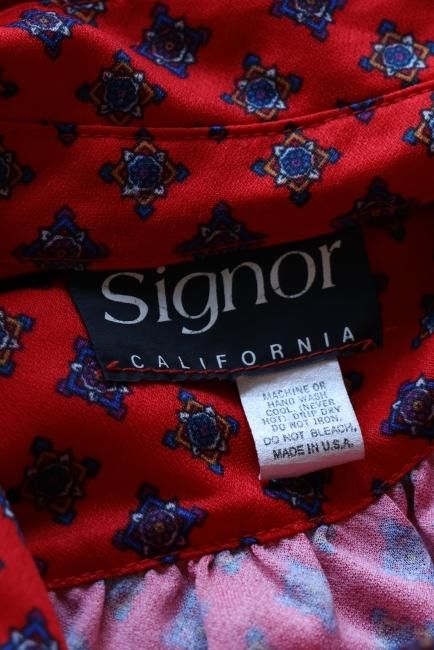 Signor
CALIFORNIA
MACHINE OR
HAND WASH
COOL. (NEVER
HOT). DRIP DRY
DO NOT IRON.
DO NOT BLEACH.
MADE IN U.S.A.